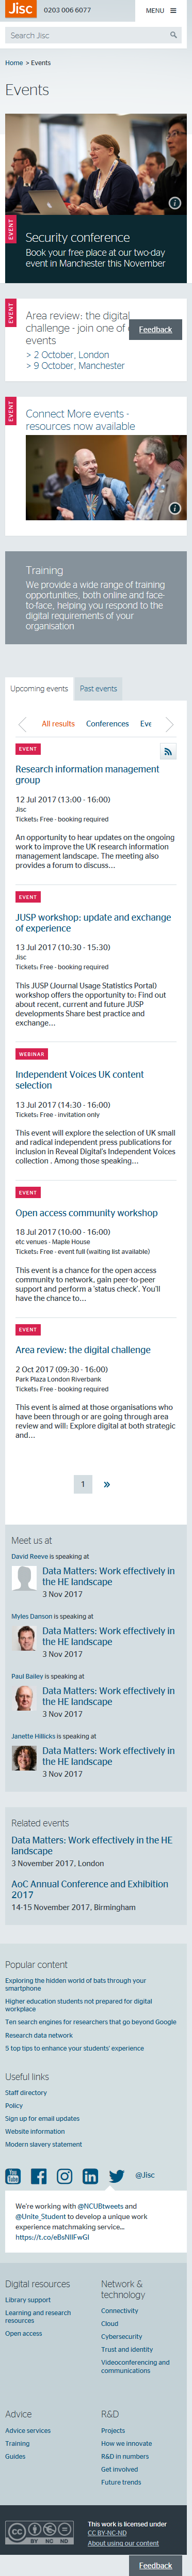 Jisc
0203 006 6077
MENU
Search Jisc
Home > Events
Events
EVENT
Security conference
Book your free place at our two-day
event in Manchester this November
EVENT
Area review: the digital
challenge - join one of
events
> 2 October, London
> 9 October, Manchester
Feedback
EVENT
Connect More events -
resources now available
Training
We provide a wide range of training
opportunities, both online and face-
to-face, helping you respond to the
digital requirements of your
organisation
Upcoming events
Past events
All results
Conferences
EVENT
Research information management
group
12 Jul 2017 (13:00 - 16:00)
Jisc
Tickets: Free - booking required
An opportunity to hear updates on the ongoing
work to improve the UK research information
management landscape. The meeting also
provides a forum to discuss...
EVENT
JUSP workshop: update and exchange
of experience
13 Jul 2017 (10:30 - 15:30)
Jisc
Tickets: Free - booking required
This JUSP (Journal Usage Statistics Portal)
workshop offers the opportunity to: Find out
about recent, current and future JUSP
developments Share best practice and
exchange...
WEBINAR
Independent Voices UK content
selection
13 Jul 2017 (14:30 - 16:00)
Tickets: Free - invitation only
This event will explore the selection of UK small
and radical independent press publications for
inclusion in Reveal Digital's Independent Voices
collection . Among those speaking...
EVENT
Open access community workshop
18 Jul 2017 (10:00 - 16:00)
etc venues - Maple House
Tickets: Free - event full (waiting list available)
This event is a chance for the open access
community to network, gain peer-to-peer
support and perform a 'status check'. You'll
have the chance to...
EVENT
Area review: the digital challenge
2 Oct 2017 (09:30 - 16:00)
Park Plaza London Riverbank
Tickets: Free - booking required
This event is aimed at those organisations who
have been through or are going through area
review and will: Explore digital at both strategic
and...
1 »
Meet us at
David Reeve is speaking at
Data Matters: Work effectively in
the HE landscape
3 Nov 2017
Myles Danson is speaking at
Data Matters: Work effectively in
the HE landscape
3 Nov 2017
Paul Bailey is speaking at
Data Matters: Work effectively in
the HE landscape
3 Nov 2017
Janette Hillicks is speaking at
Data Matters: Work effectively in
the HE landscape
3 Nov 2017
Related events
Data Matters: Work effectively in the HE
landscape
3 November 2017, London
AoC Annual Conference and Exhibition
2017
14-15 November 2017, Birmingham
Popular content
Exploring the hidden world of bats through your
smartphone
Higher education students not prepared for digital
workplace
Ten search engines for researchers that go beyond Google
Research data network
5 top tips to enhance your students' experience
Useful links
Staff directory
Policy
Sign up for email updates
Website information
Modern slavery statement
@Jisc
We're working with @NCUBtweets and
@Unite_Student to develop a unique work
experience matchmaking service...
Digital resources
Library support
Learning and research
resources
Open access
Network &
technology
Connectivity
Cloud
Cybersecurity
Trust and identity
Videoconferencing and
communications
Advice
Advice services
Training
Guides
R&D
Projects
How we innovate
R&D in numbers
Get involved
Future trends
CC BY NC ND
This work is licensed under
CC BY-NC-ND
About using our content
Feedback